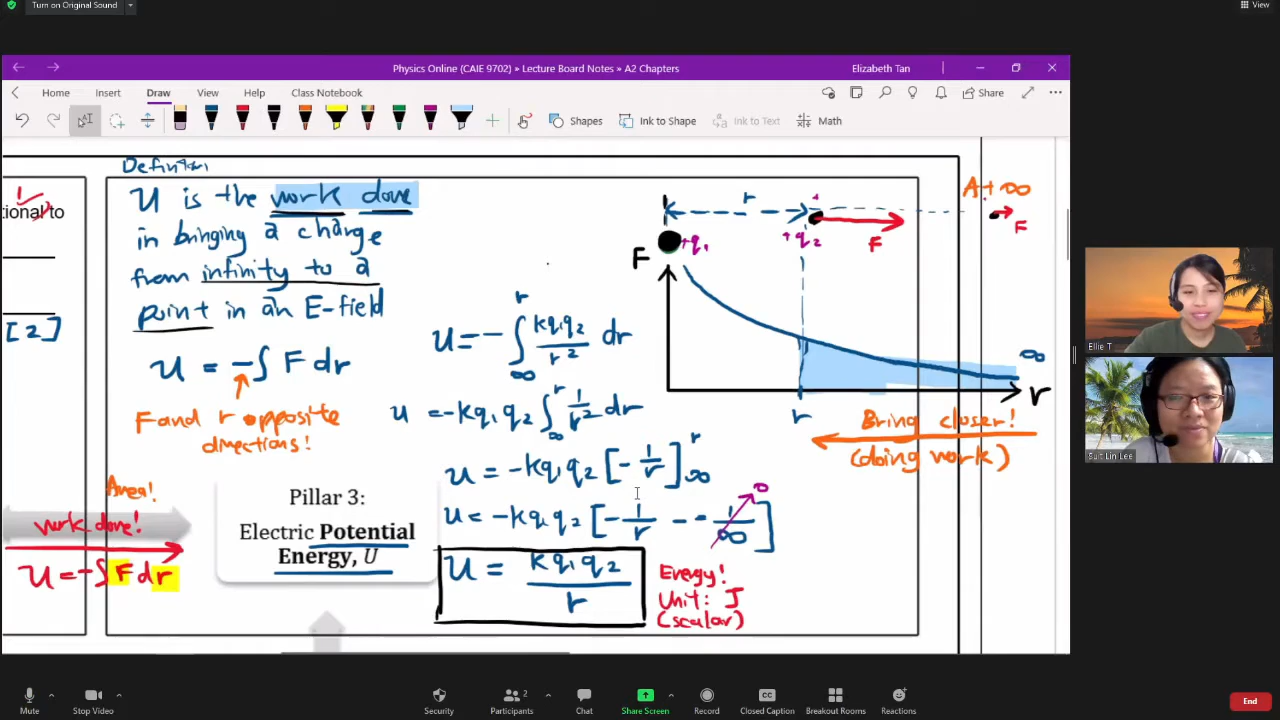 Turn on Original Sound
View
Physics Online (CAIE 9702) » Lecture Board Notes » A2 Chapters
Elizabeth Tan
Home Insert Draw View Help Class Notebook
Share
Shapes
Ink to Shape
Ink to Text
Math
tional to
[2]
Area!
work done!
U = -∫ F dr
Definition
U is the work done
in bringing a charge
from infinity to a
point in an E-field
U = -∫ F dr
F and r opposite
directions!
Pillar 3:
Electric Potential
Energy, U
U = - ∫ r ∞ kq₁q₂/r² dr
U = -kq₁q₂ ∫ r ∞ 1/r² dr
U = -kq₁q₂ [-1/r] r ∞
U = -kq₁q₂ [-1/r - - 1/∞] 0
U = kq₁q₂/r
Energy!
Unit: J
(scalar)
At ∞
r
+q₁
+q₂
F
F
F
∞
r
r
Bring closer!
(doing work)
Ellie T
Suit Lin Lee
Mute
Stop Video
Security
Participants
2
Chat
Share Screen
Record
Closed Caption
Breakout Rooms
Reactions
End